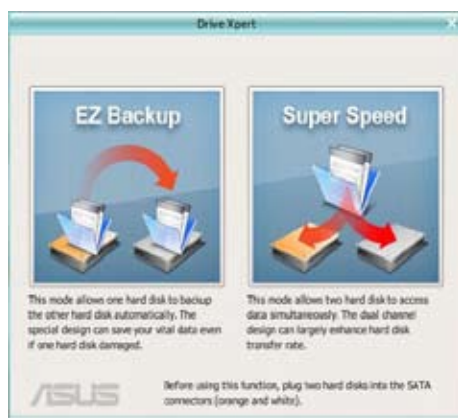 Drive Xpert
EZ Backup
This mode allows one hard disk to backup
the other hard disk automatically. The
special design can save your vital data even
if one hard disk damaged.
Super Speed
This mode allows two hard disk to access
data simultaneously. The dual channel
design can largely enhance hard disk
transfer rate.
ASUS
Before using this function, plug two hard disks into the SATA
connectors (orange and white).